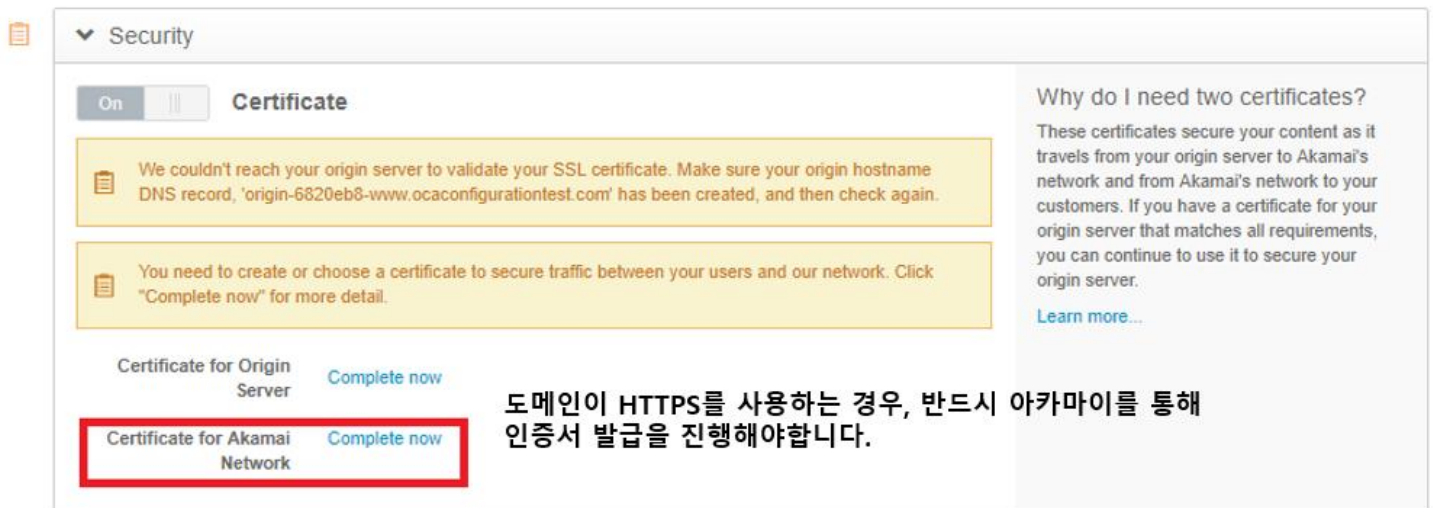 Security
On
Certificate
We couldn't reach your origin server to validate your SSL certificate. Make sure your origin hostname
DNS record, 'origin-6820eb8-www.ocaconfigurationtest.com' has been created, and then check again.
You need to create or choose a certificate to secure traffic between your users and our network. Click
"Complete now" for more detail.
Certificate for Origin
Server
Complete now
Certificate for Akamai
Network
Complete now
도메인이 HTTPS를 사용하는 경우, 반드시 아카마이를 통해
인증서 발급을 진행해야합니다.
Why do I need two certificates?
These certificates secure your content as it
travels from your origin server to Akamai's
network and from Akamai's network to your
customers. If you have a certificate for your
origin server that matches all requirements,
you can continue to use it to secure your
origin server.
Learn more...